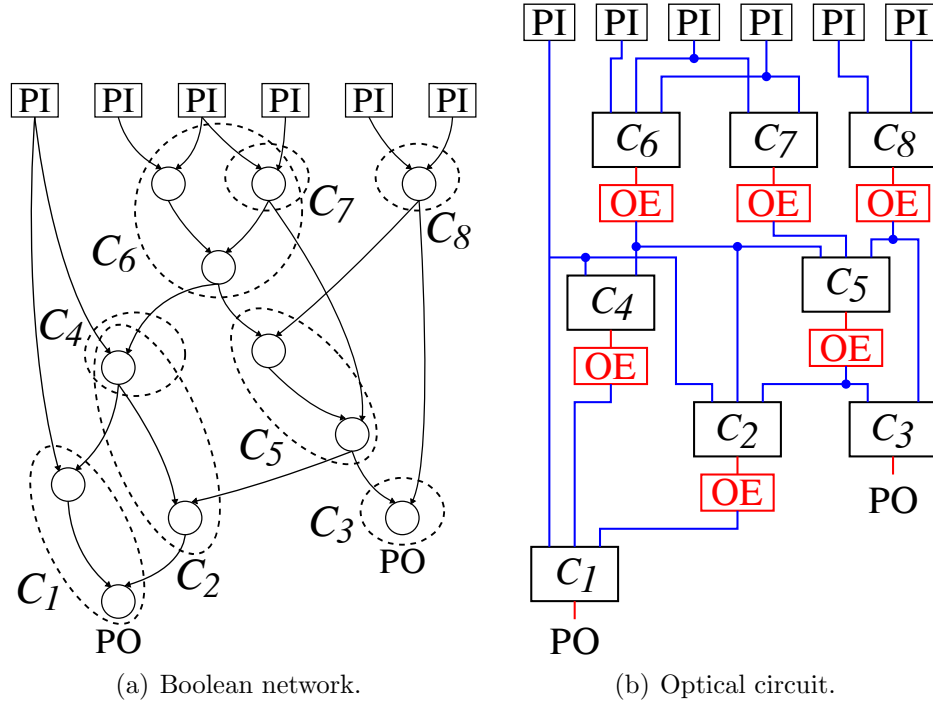 PI PI PI PI PI PI
C7
C6
C8
C4
C5
C3
PO
C2
C1
PO
(a) Boolean network.
PI PI PI PI PI PI
C6 C7 C8
OE OE OE
C4 C5
OE OE
C2 C3
OE
PO
C1
PO
(b) Optical circuit.